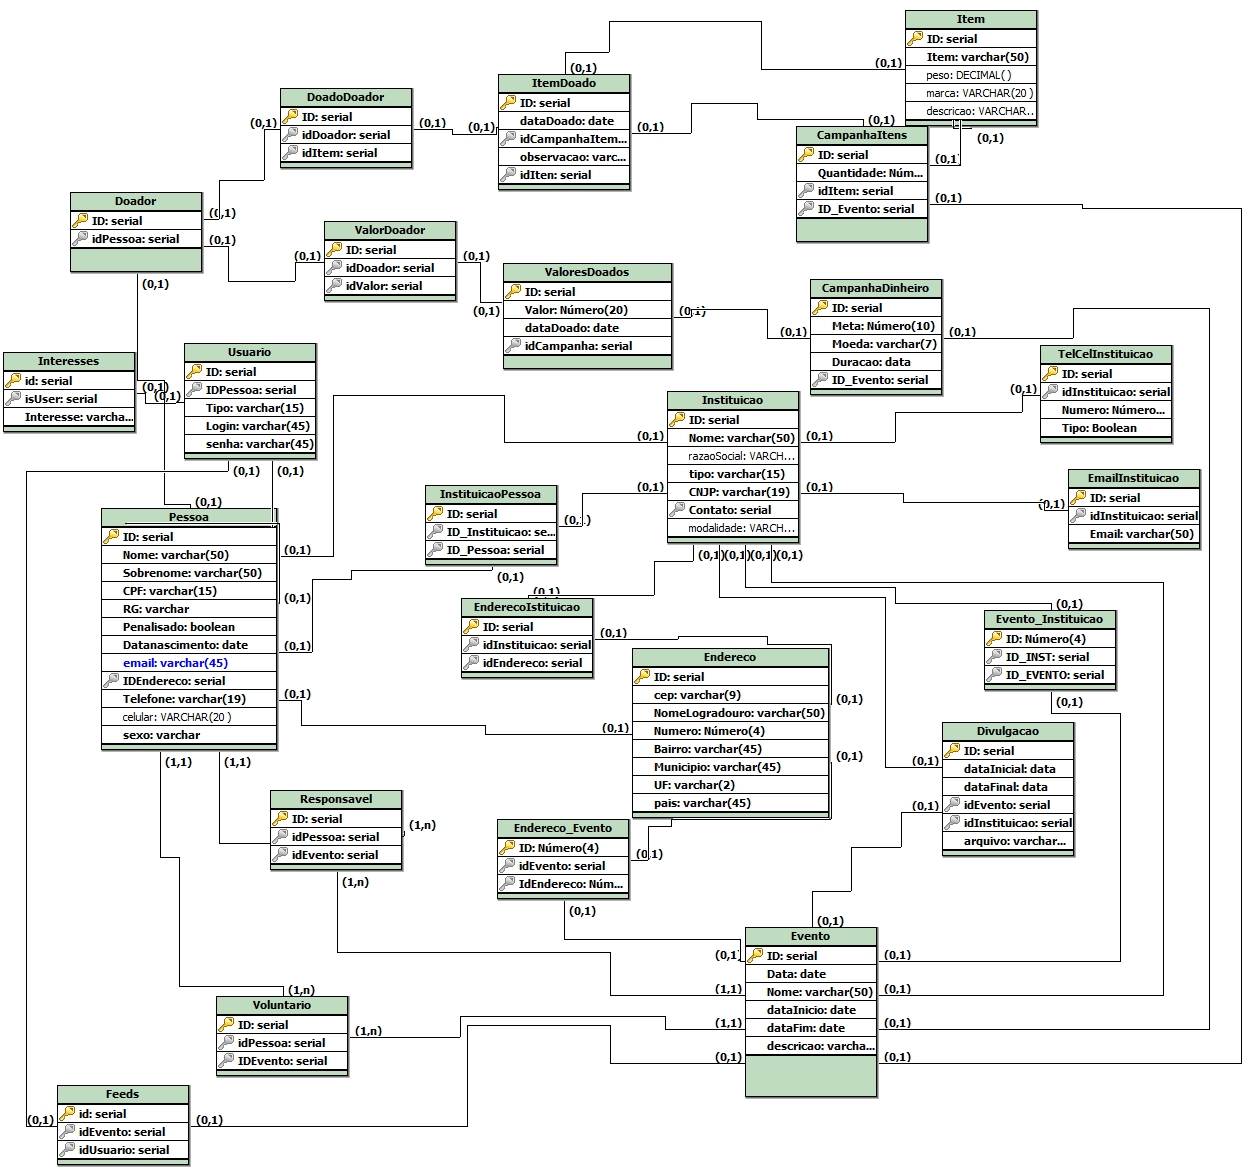 Item
ID: serial
Item: varchar(50)
peso: DECIMAL( )
marca: VARCHAR(20 )
descricao: VARCHAR..
(0,1)
(0,1)
(0,1)
ItemDoado
ID: serial
dataDoado: date
idCampanhaItem...
observacao: varc...
idIten: serial
(0,1)
(0,1)
DoadoDoador
ID: serial
idDoador: serial
idItem: serial
(0,1)
(0,1)
CampanhaItens
ID: serial
Quantidade: Núm...
idItem: serial
ID_Evento: serial
(0,1)
(0,1)
(0,1)
Doador
ID: serial
idPessoa: serial
(0,1)
(0,1)
(0,1)
ValorDoador
ID: serial
idDoador: serial
idValor: serial
(0,1)
(0,1)
ValoresDoados
ID: serial
Valor: Número(20)
dataDoado: date
idCampanha: serial
(0,1)
(0,1)
CampanhaDinheiro
ID: serial
Meta: Número(10)
Moeda: varchar(7)
Duracao: data
ID_Evento: serial
(0,1)
(0,1)
TelCelInstituicao
ID: serial
idInstituicao: serial
Numero: Número...
Tipo: Boolean
(0,1)
Interesses
id: serial
isUser: serial
Interesse: varcha...
(0,1)
Usuario
ID: serial
IDPessoa: serial
Tipo: varchar(15)
Login: varchar(45)
senha: varchar(45)
(0,1)
(0,1)
(0,1)
Instituicao
ID: serial
Nome: varchar(50)
razaoSocial: VARCH...
tipo: varchar(15)
CNJP: varchar(19)
Contato: serial
modalidade: VARCH...
(0,1)
(0,1)
(0,1)
(0,1)
(0,1)(0,1)(0,1)(0,1)
EmailInstituicao
ID: serial
idInstituicao: serial
Email: varchar(50)
(0,1)
InstituicaoPessoa
ID: serial
ID_Instituicao: se...
ID_Pessoa: serial
(0,1)
(0,1)
Pessoa
ID: serial
Nome: varchar(50)
Sobrenome: varchar(50)
CPF: varchar(15)
RG: varchar
Penalisado: boolean
Datanascimento: date
email: varchar(45)
IDEndereco: serial
Telefone: varchar(19)
celular: VARCHAR(20 )
sexo: varchar
(0,1)
(0,1)
(0,1)
(0,1)
(0,1)
(1,1)
(1,1)
EnderecoIstituicao
ID: serial
idInstituicao: serial
idEndereco: serial
(0,1)
(0,1)
Endereco
ID: serial
cep: varchar(9)
NomeLogradouro: varchar(50)
Numero: Número(4)
Bairro: varchar(45)
Municipio: varchar(45)
UF: varchar(2)
pais: varchar(45)
(0,1)
(0,1)
(0,1)
Evento_Instituicao
ID: Número(4)
ID_INST: serial
ID_EVENTO: serial
(0,1)
(0,1)
Divulgacao
ID: serial
dataInicial: data
dataFinal: data
idEvento: serial
idInstituicao: serial
arquivo: varchar...
(0,1)
(0,1)
Responsavel
ID: serial
idPessoa: serial
idEvento: serial
(1,n)
(1,n)
Endereco_Evento
ID: Número(4)
idEvento: serial
IdEndereco: Núm...
(0,1)
(0,1)
Evento
ID: serial
Data: date
Nome: varchar(50)
dataInicio: date
dataFim: date
descricao: varcha...
(0,1)
(0,1)
(1,1)
(1,1)
(0,1)
(0,1)
(0,1)
(0,1)
(0,1)
Voluntario
ID: serial
idPessoa: serial
IDEvento: serial
(1,n)
(1,n)
Feeds
id: serial
idEvento: serial
idUsuario: serial
(0,1)
(0,1)